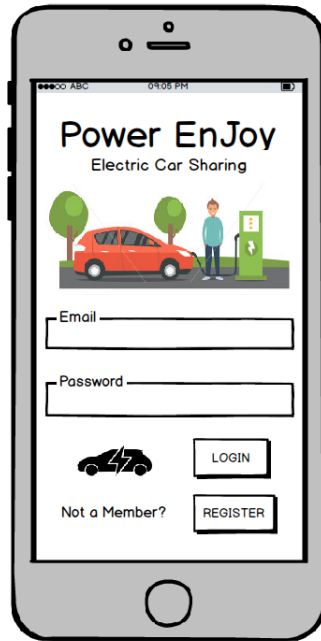 ABC 09:05 PM
Power EnJoy
Electric Car Sharing
Email
Password
LOGIN
Not a Member? REGISTER